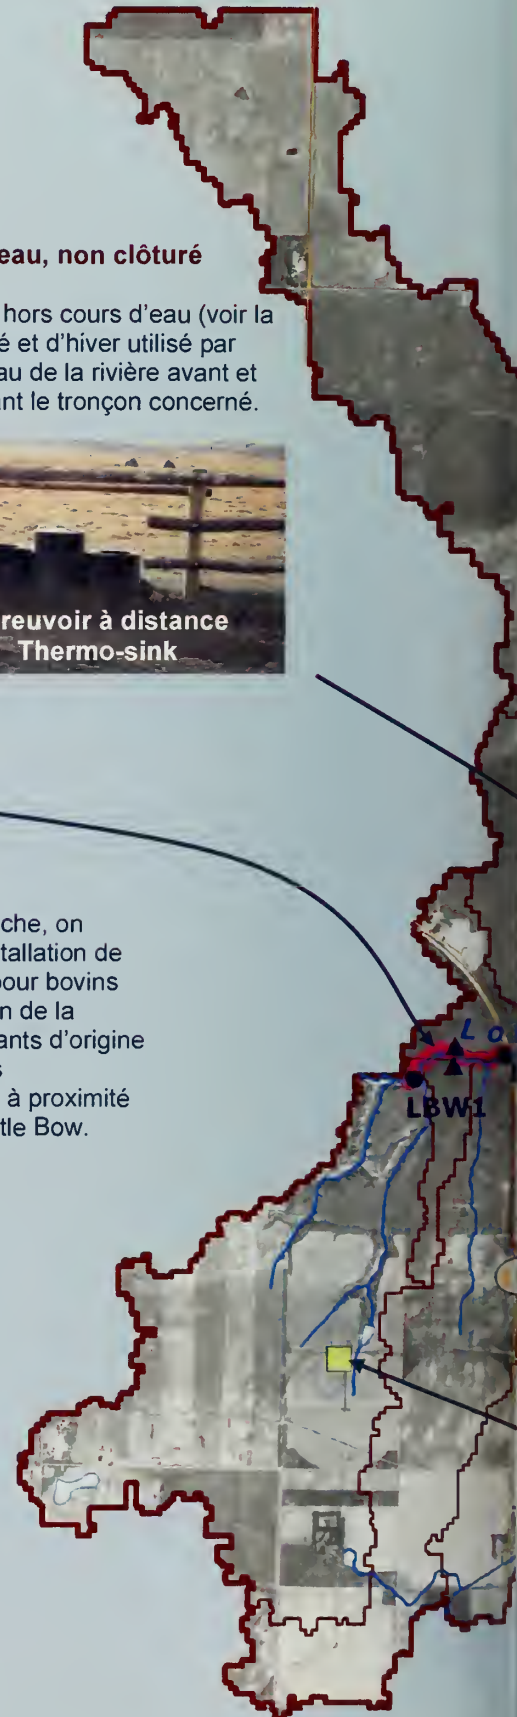 eau, non clôturé
hors cours d'eau (voir la
é et d'hiver utilisé par
au de la rivière avant et
ant le tronçon concerné.
reuvoir à distance
Thermo-sink
che, on
tallation de
pour bovins
n de la
ants d'origine
s
à proximité
tle Bow.
L o
LBW1